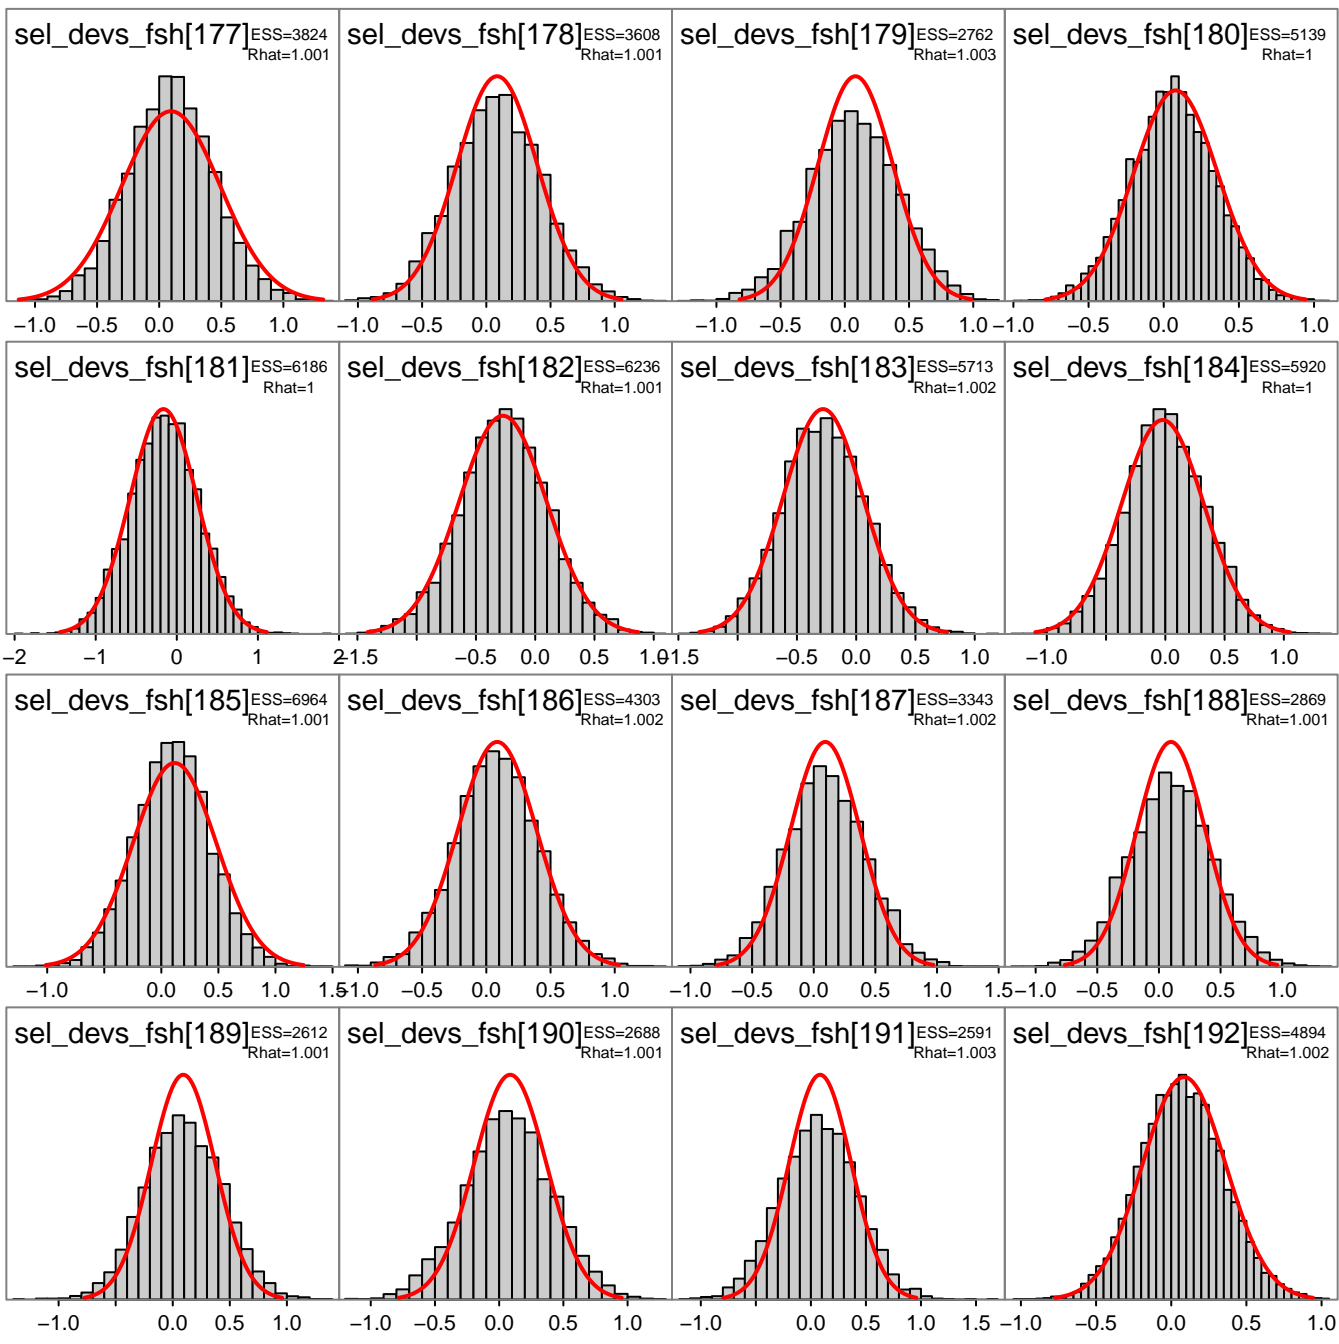 sel_devs_fsh[177] ESS=3824
Rhat=1.001
sel_devs_fsh[178] ESS=3608
Rhat=1.001
sel_devs_fsh[179] ESS=2762
Rhat=1.003
sel_devs_fsh[180] ESS=5139
Rhat=1
−1.0 −0.5 0.0 0.5 1.0
−1.0 −0.5 0.0 0.5 1.0
−1.0 −0.5 0.0 0.5 1.0
−1.0 −0.5 0.0 0.5 1.0
sel_devs_fsh[181] ESS=6186
Rhat=1
sel_devs_fsh[182] ESS=6236
Rhat=1.001
sel_devs_fsh[183] ESS=5713
Rhat=1.002
sel_devs_fsh[184] ESS=5920
Rhat=1
−2 −1 0 1 2
−1.5 −0.5 0.0 0.5 1.0
−1.5 −0.5 0.0 0.5 1.0
−1.0 0.0 0.5 1.0
sel_devs_fsh[185] ESS=6964
Rhat=1.001
sel_devs_fsh[186] ESS=4303
Rhat=1.002
sel_devs_fsh[187] ESS=3343
Rhat=1.002
sel_devs_fsh[188] ESS=2869
Rhat=1.001
−1.0 0.0 0.5 1.0 1.5
−1.0 −0.5 0.0 0.5 1.0
−1.0 −0.5 0.0 0.5 1.0 1.5
−1.0 −0.5 0.0 0.5 1.0
sel_devs_fsh[189] ESS=2612
Rhat=1.001
sel_devs_fsh[190] ESS=2688
Rhat=1.001
sel_devs_fsh[191] ESS=2591
Rhat=1.003
sel_devs_fsh[192] ESS=4894
Rhat=1.002
−1.0 0.0 0.5 1.0
−1.0 −0.5 0.0 0.5 1.0
−1.0 0.0 0.5 1.0 1.5
−1.0 −0.5 0.0 0.5 1.0